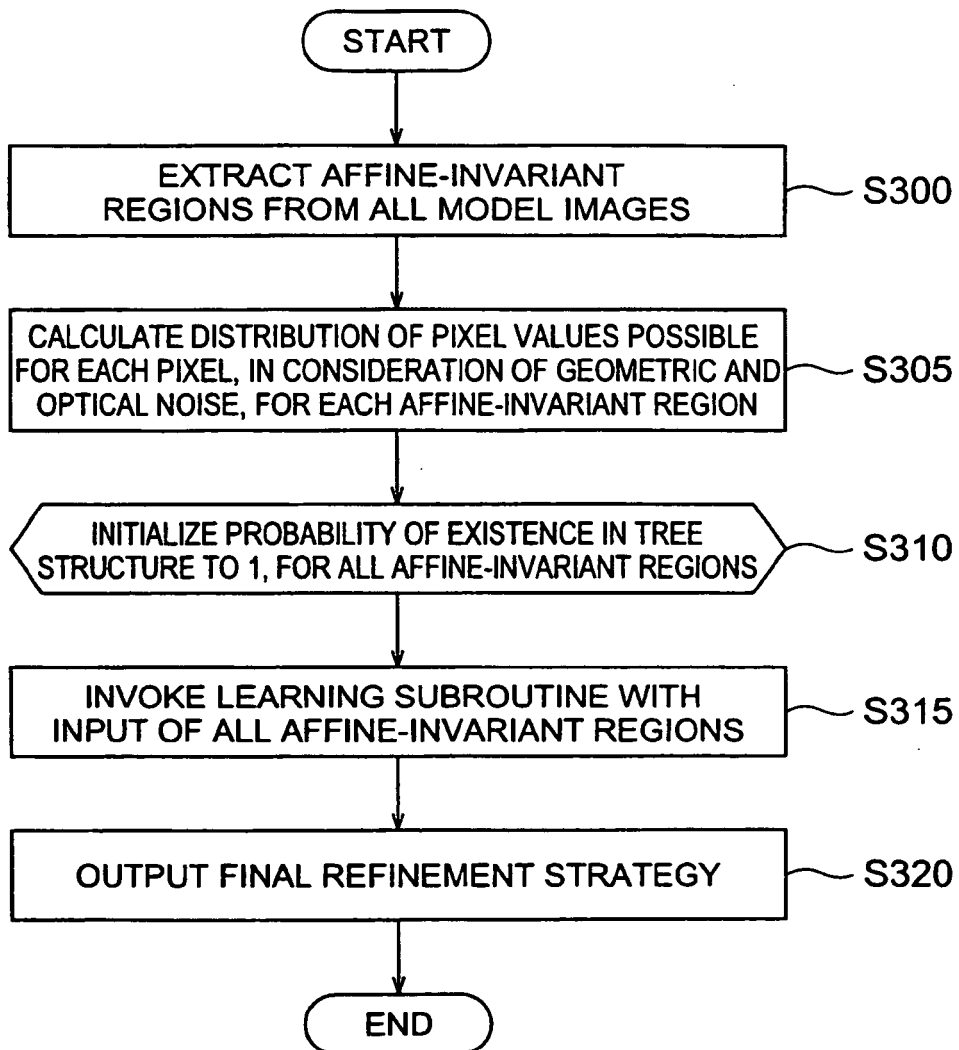 START
EXTRACT AFFINE-INVARIANT
REGIONS FROM ALL MODEL IMAGES
S300
CALCULATE DISTRIBUTION OF PIXEL VALUES POSSIBLE
FOR EACH PIXEL, IN CONSIDERATION OF GEOMETRIC AND
OPTICAL NOISE, FOR EACH AFFINE-INVARIANT REGION
S305
INITIALIZE PROBABILITY OF EXISTENCE IN TREE
STRUCTURE TO 1, FOR ALL AFFINE-INVARIANT REGIONS
S310
INVOKE LEARNING SUBROUTINE WITH
INPUT OF ALL AFFINE-INVARIANT REGIONS
S315
OUTPUT FINAL REFINEMENT STRATEGY
S320
END